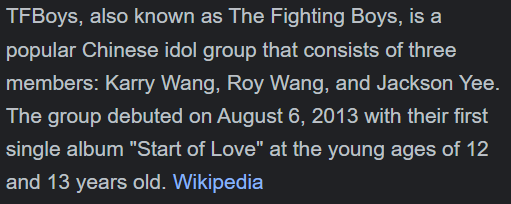 TFBoys, also known as The Fighting Boys, is a
popular Chinese idol group that consists of three
members: Karry Wang, Roy Wang, and Jackson Yee.
The group debuted on August 6, 2013 with their first
single album "Start of Love" at the young ages of 12
and 13 years old. Wikipedia